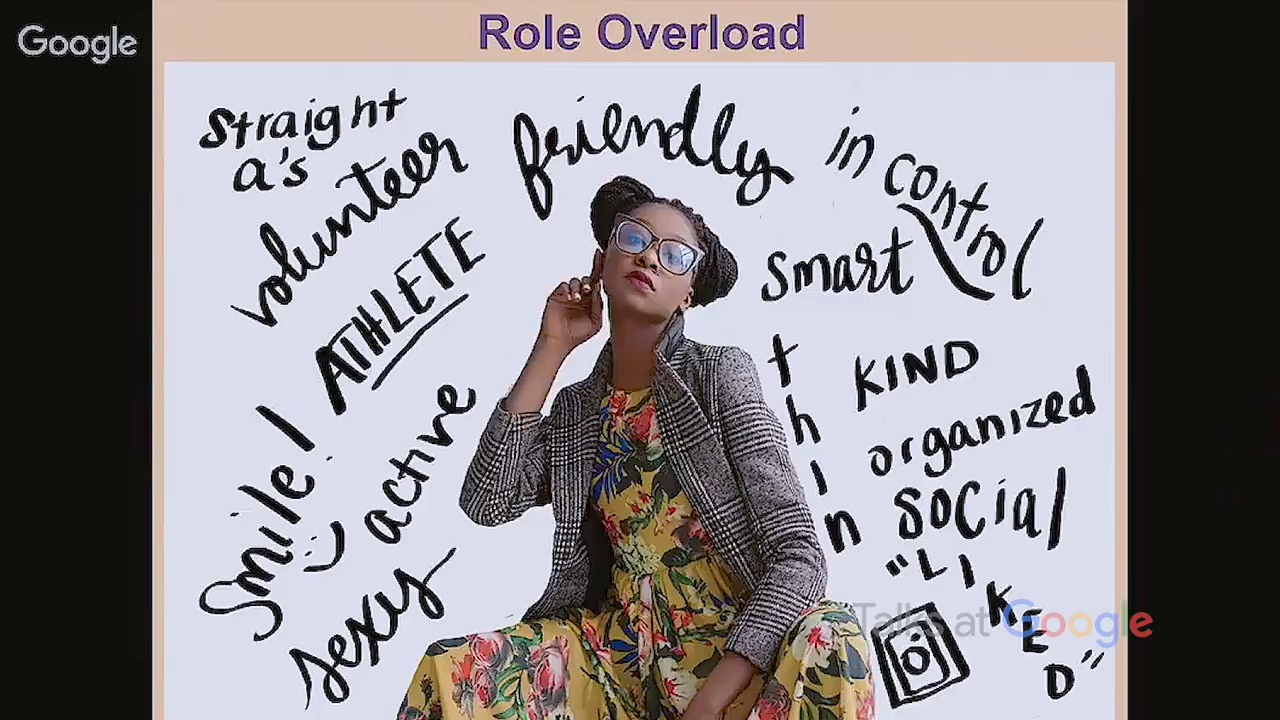 Google
Role Overload
straight
a's
volunteer
ATHLETE
friendly
in control
smart
thin
KIND
organized
SOCial
"LIKED"
Smile!
active
sexy
Talks at Google